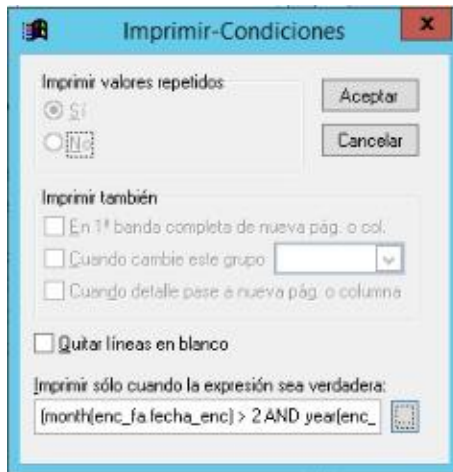 Imprimir-Condiciones
Imprimir valores repetidos
Sí
No
Aceptar
Cancelar
Imprimir también
En 1ª banda completa de nueva pág. o col.
Cuando cambie este grupo
Cuando detalle pase a nueva pág. o columna
Quitar líneas en blanco
Imprimir sólo cuando la expresión sea verdadera:
(month(enc_fa.fecha_enc) > 2 AND year(enc_
...